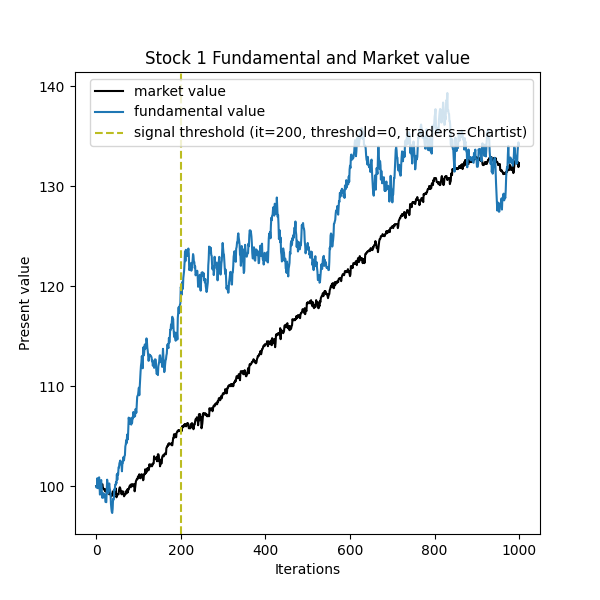 Stock 1 Fundamental and Market value
market value
fundamental value
signal threshold (it=200, threshold=0, traders=Chartist)
Present value
140
130
120
110
100
0 200 400 600 800 1000
Iterations